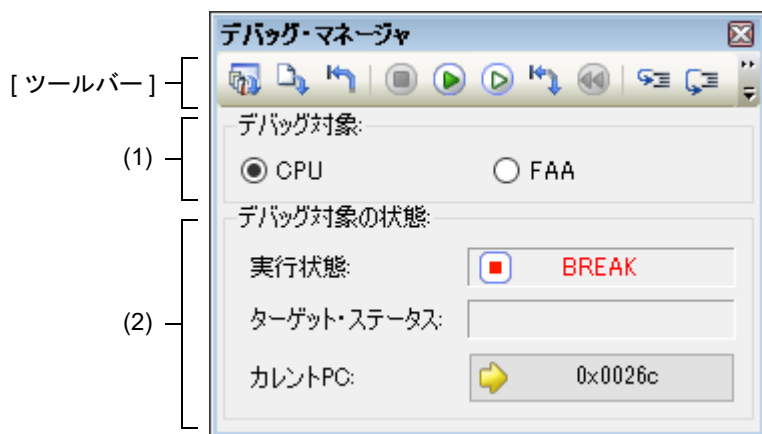 デバッグ・マネージャ
[ ツールバー ]
(1)
デバッグ対象:
CPU
FAA
(2)
デバッグ対象の状態:
実行状態:
BREAK
ターゲット・ステータス:
カレントPC:
0x0026c